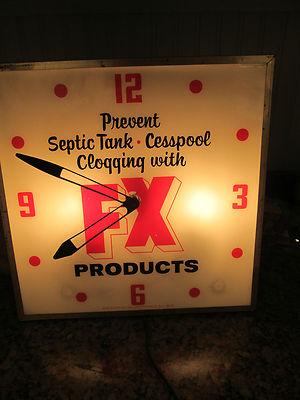 12
Prevent
Septic Tank · Cesspool
Clogging with
9 FX 3
PRODUCTS
6